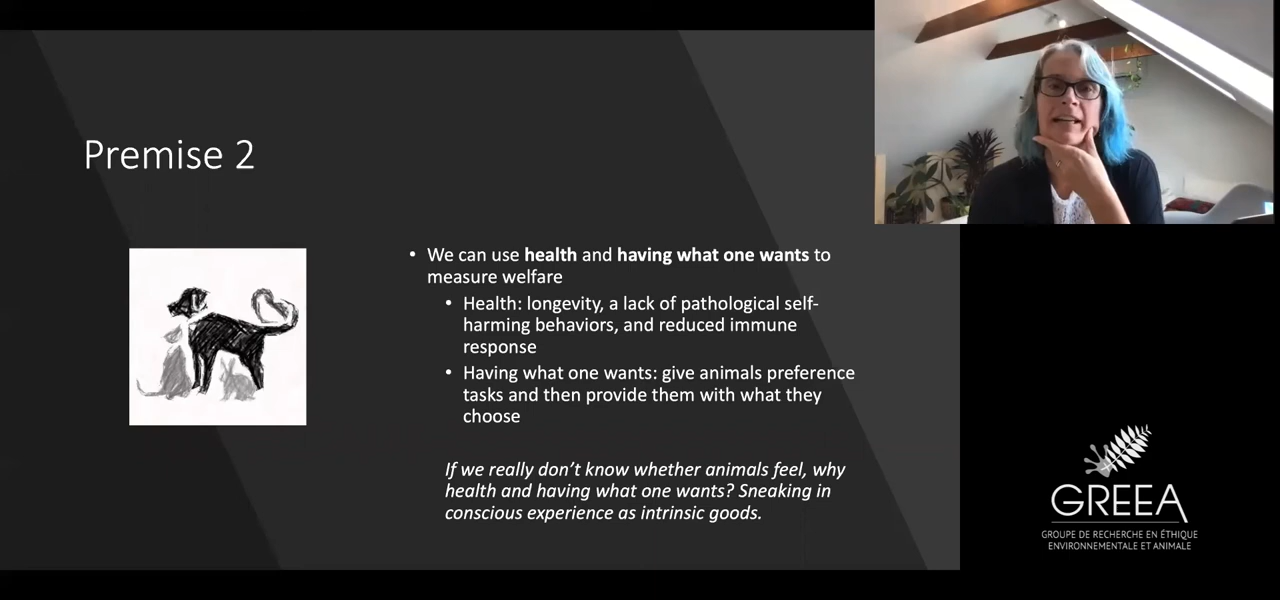 Premise 2
• We can use health and having what one wants to
measure welfare
• Health: longevity, a lack of pathological self-
harming behaviors, and reduced immune
response
• Having what one wants: give animals preference
tasks and then provide them with what they
choose
If we really don't know whether animals feel, why
health and having what one wants? Sneaking in
conscious experience as intrinsic goods.
GREEA
GROUPE DE RECHERCHE EN ÉTHIQUE
ENVIRONNEMENTALE ET ANIMALE